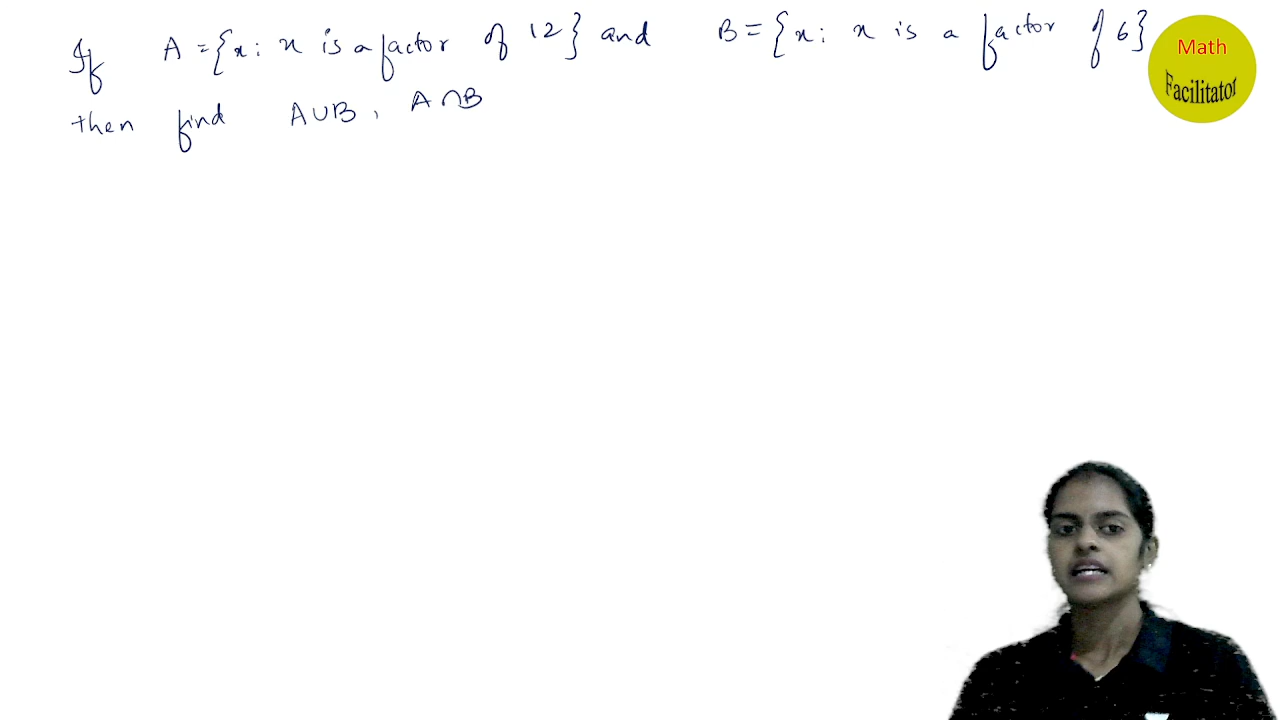 If A = {x : x is a factor of 12} and B = {x : x is a factor of 6}
then find A∪B, A∩B
Math
Facilitator